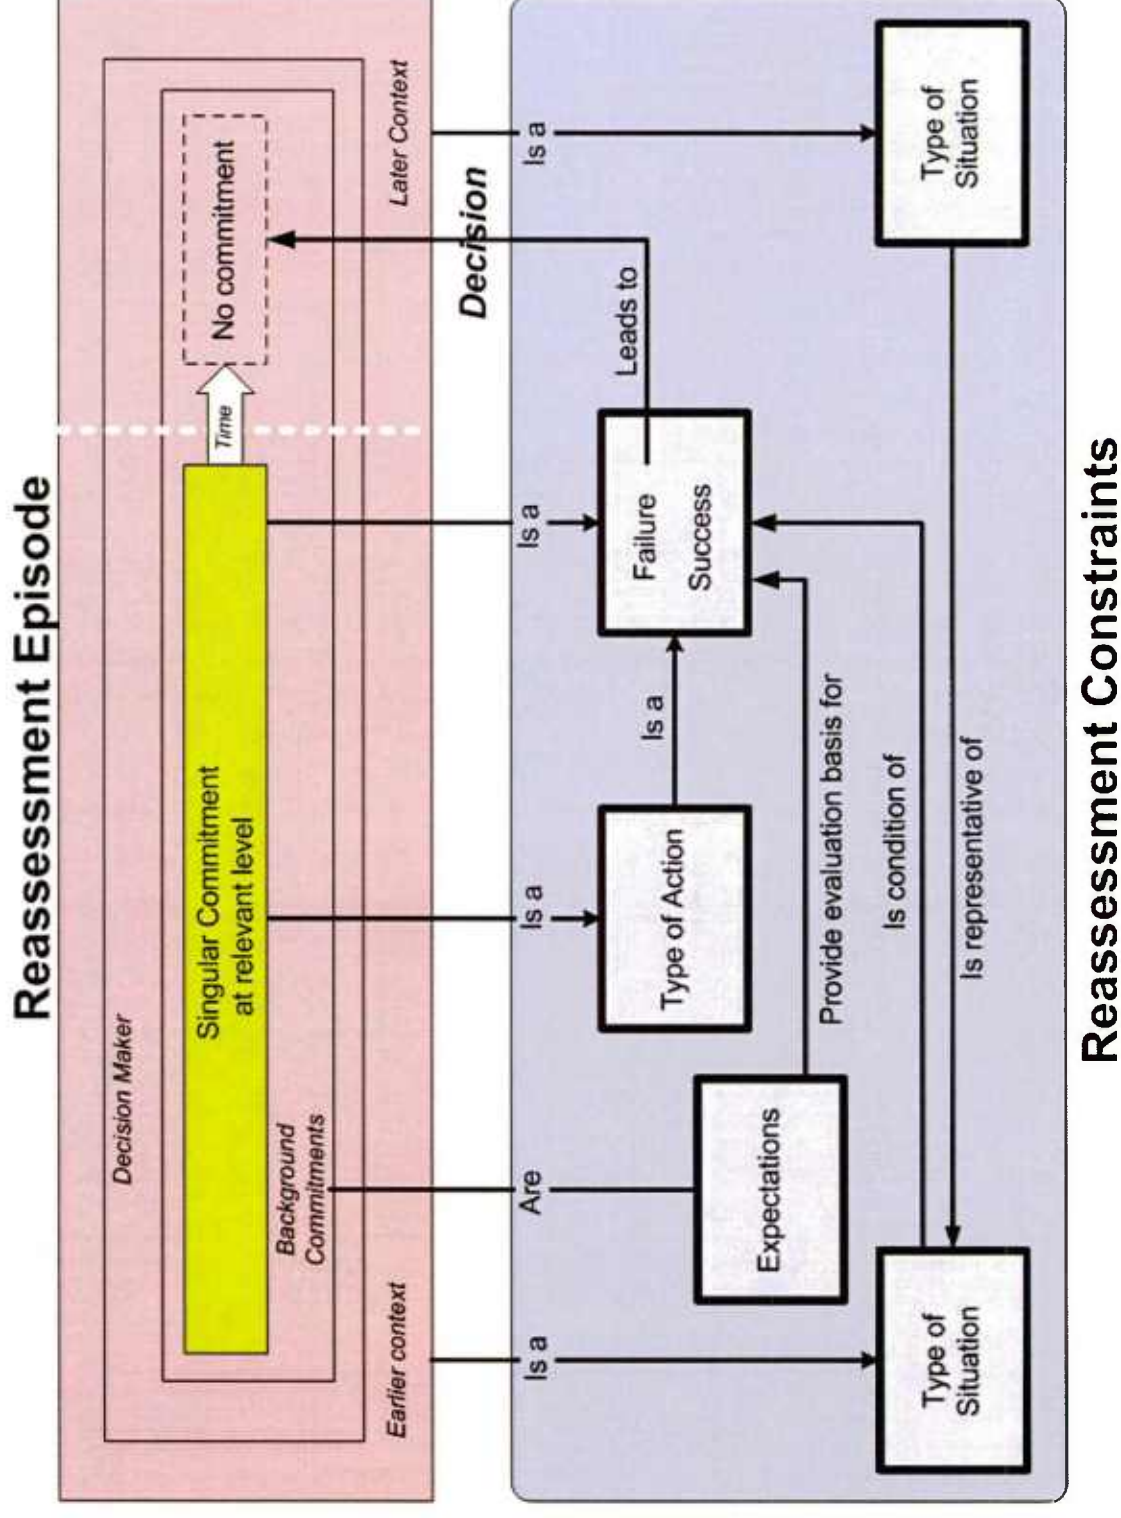 Reassessment Episode
Decision Maker
Singular Commitment
at relevant level
Time
No commitment
Background
Commitments
Earlier context
Later Context
Decision
Is a
Are
Is a
Is a
Is a
Leads to
Type of Action
Is a
Failure
Success
Expectations
Provide evaluation basis for
Is condition of
Is representative of
Type of
Situation
Type of
Situation
Reassessment Constraints